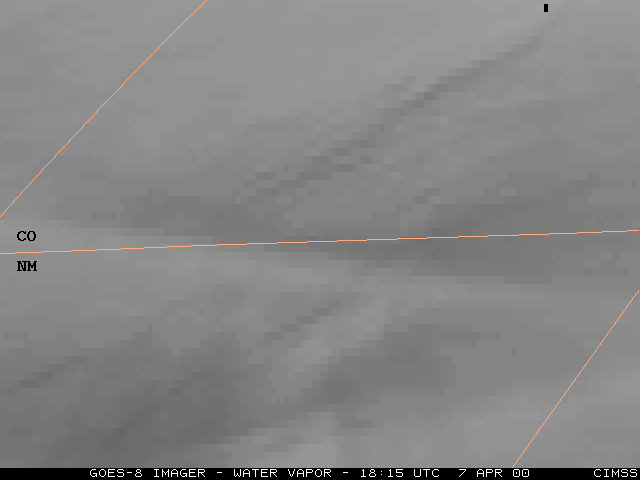 CO
NM
GOES-8 IMAGER - WATER VAPOR - 18:15 UTC 7 APR 00 CIMSS